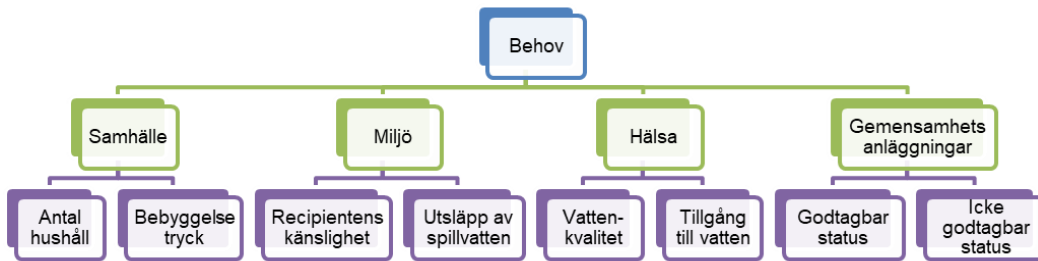 Behov
Samhälle
Miljö
Hälsa
Gemensamhets
anläggningar
Antal
hushåll
Bebyggelse
tryck
Recipientens
känslighet
Utsläpp av
spillvatten
Vatten-
kvalitet
Tillgång
till vatten
Godtagbar
status
Icke
godtagbar
status